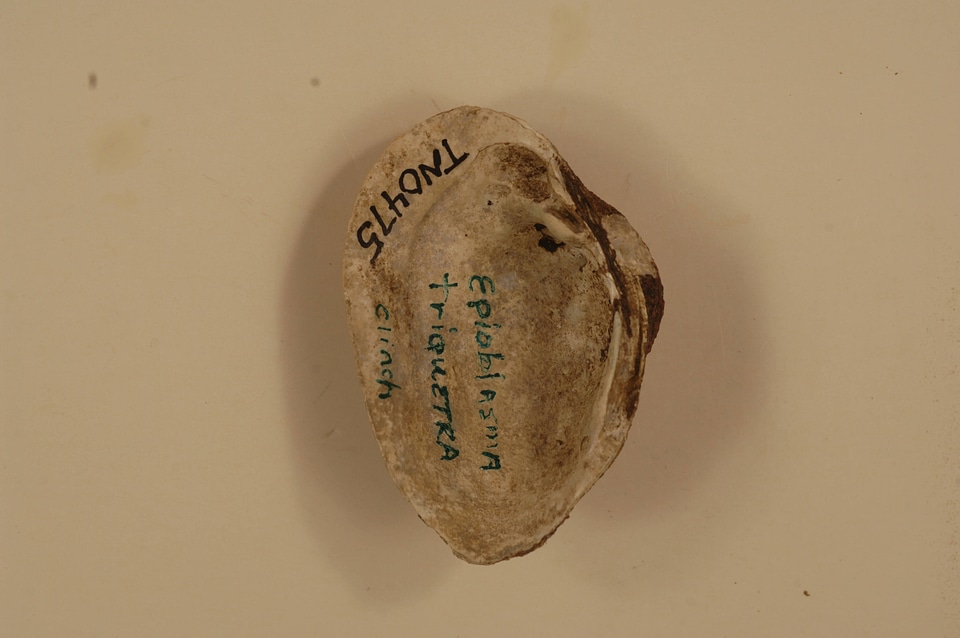 TN0475
Epioblasma
triquetra
clinch